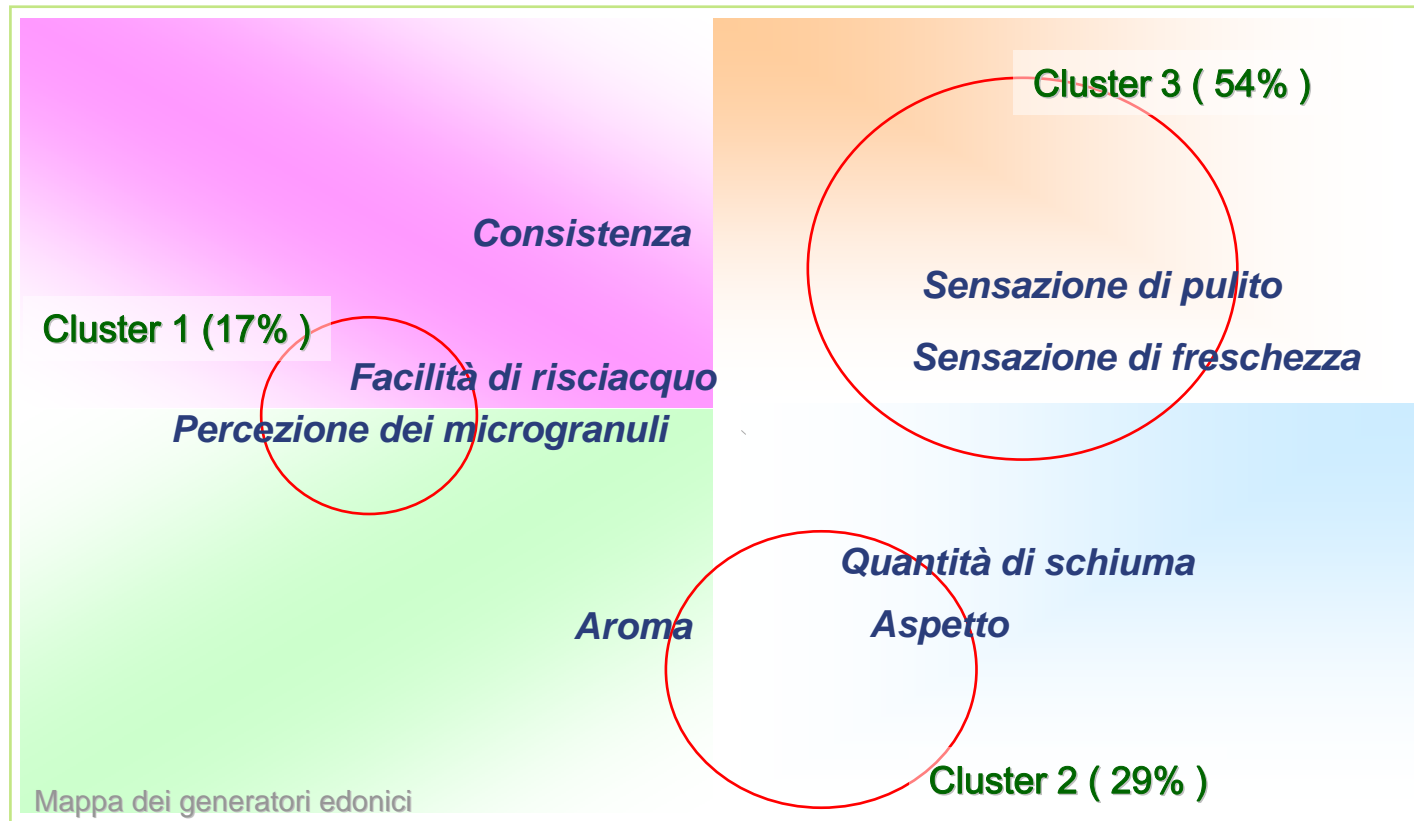 Cluster 3 ( 54% )
Consistenza
Sensazione di pulito
Cluster 1 (17% )
Sensazione di freschezza
Facilità di risciacquo
Percezione dei microgranuli
Quantità di schiuma
Aroma
Aspetto
Cluster 2 ( 29% )
Mappa dei generatori edonici